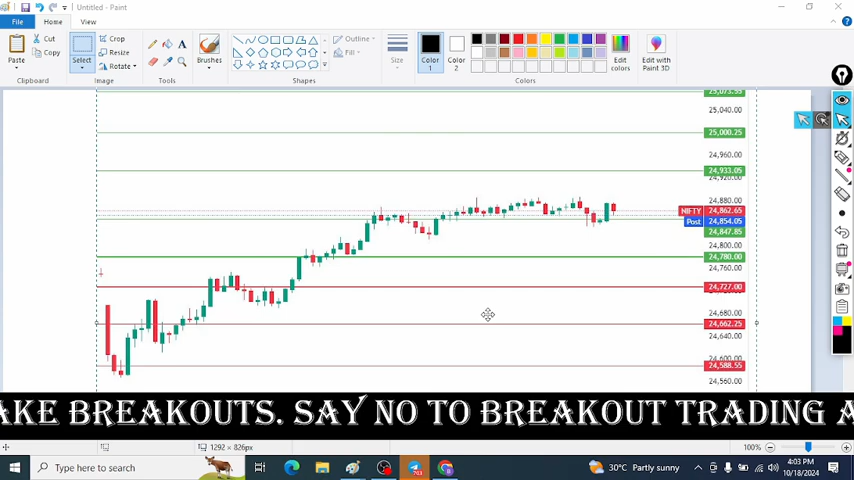 Untitled - Paint
File Home View
Paste
Cut
Copy
Clipboard
Select
Crop
Resize
Rotate
Image
Tools
Brushes
Outline
Fill
Shapes
Size
Color
1
Color
2
Edit
colors
Edit with
Paint 3D
Colors
25,040.00
25,000.25
24,960.00
24,933.05
24,920.00
24,880.00
NIFTY 24,862.65
Post 24,854.05
24,847.85
24,800.00
24,780.00
24,760.00
24,727.00
24,680.00
24,662.25
24,640.00
24,600.00
24,588.55
24,560.00
AKE BREAKOUTS. SAY NO TO BREAKOUT TRADING A
1292 × 826px
100%
Type here to search
30°C Partly sunny
4:03 PM
10/18/2024